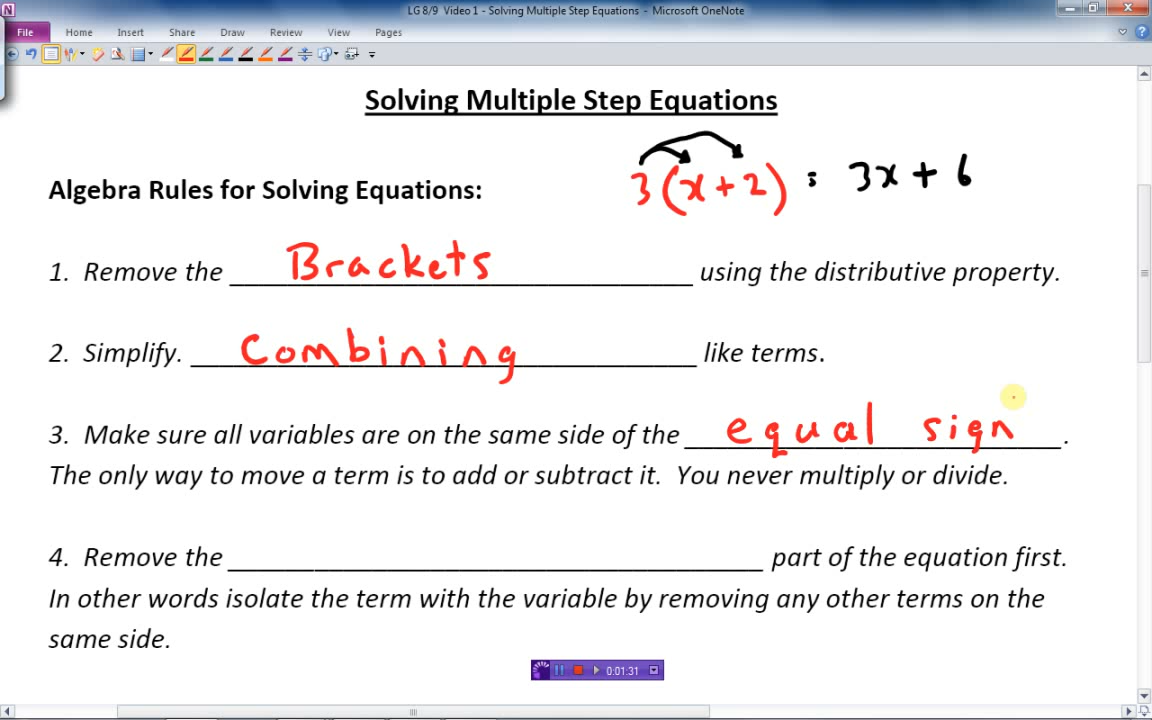 LG 8/9 Video 1 - Solving Multiple Step Equations - Microsoft OneNote
File Home Insert Share Draw Review View Pages
Solving Multiple Step Equations
3(x+2) = 3x + 6
Algebra Rules for Solving Equations:
1. Remove the Brackets using the distributive property.
2. Simplify. Combining like terms.
3. Make sure all variables are on the same side of the equal sign.
The only way to move a term is to add or subtract it. You never multiply or divide.
4. Remove the ____________________ part of the equation first.
In other words isolate the term with the variable by removing any other terms on the
same side.
0:01:31